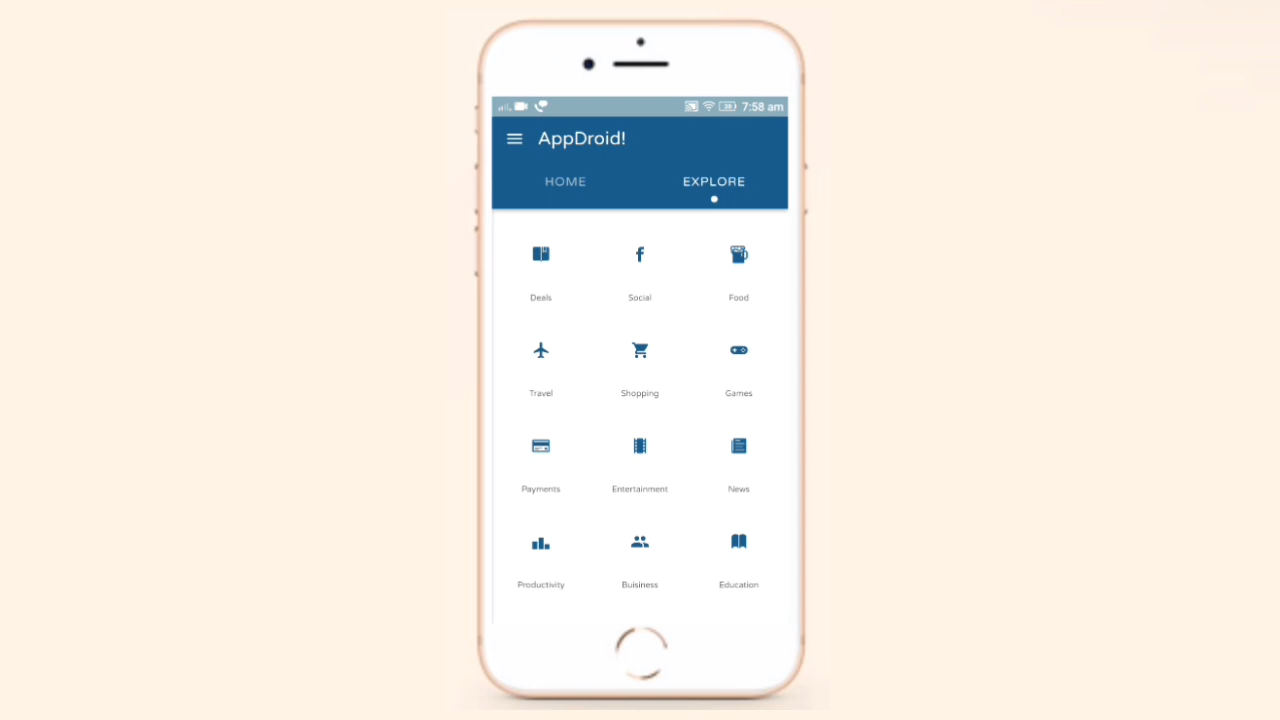 7:58 am
AppDroid!
HOME EXPLORE
Deals Social Food
Travel Shopping Games
Payments Entertainment News
Productivity Buisiness Education